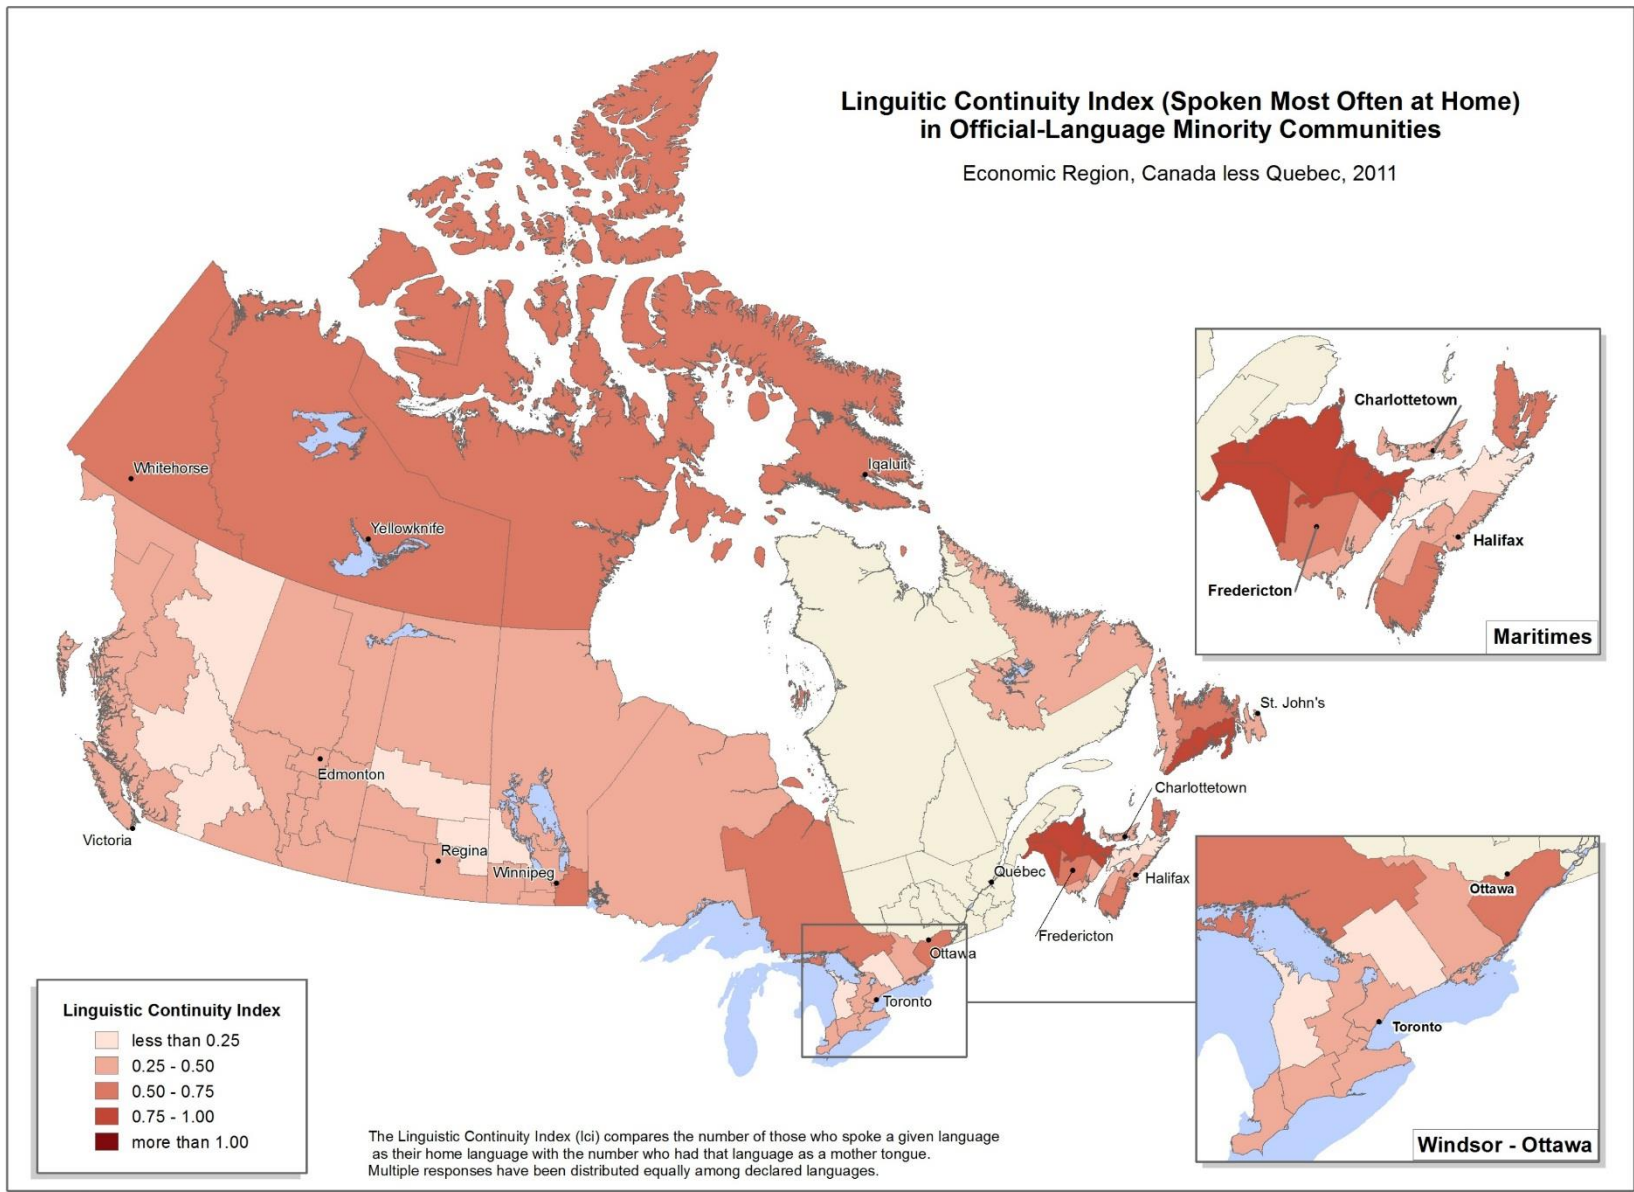 Linguitic Continuity Index (Spoken Most Often at Home)
in Official-Language Minority Communities
Economic Region, Canada less Quebec, 2011
Whitehorse
Yellowknife
Iqaluit
Edmonton
Victoria
Regina
Winnipeg
St. John's
Charlottetown
Québec
Halifax
Fredericton
Ottawa
Toronto
Charlottetown
Halifax
Fredericton
Maritimes
Ottawa
Toronto
Windsor - Ottawa
Linguistic Continuity Index
less than 0.25
0.25 - 0.50
0.50 - 0.75
0.75 - 1.00
more than 1.00
The Linguistic Continuity Index (lci) compares the number of those who spoke a given language
as their home language with the number who had that language as a mother tongue.
Multiple responses have been distributed equally among declared languages.